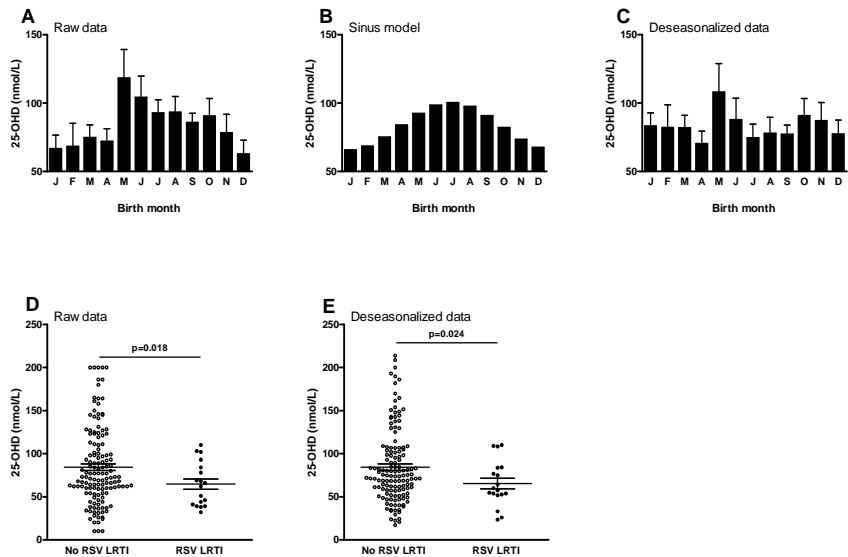 A
Raw data
25-OHD (nmol/L)
150
100
50
J F M A M J J A S O N D
Birth month
B
Sinus model
25-OHD (nmol/L)
150
100
50
J F M A M J J A S O N D
Birth month
C
Deseasonalized data
25-OHD (nmol/L)
150
100
50
J F M A M J J A S O N D
Birth month
D
Raw data
25-OHD (nmol/L)
250
200
150
100
50
0
p=0.018
No RSV LRTI RSV LRTI
E
Deseasonalized data
25-OHD (nmol/L)
250
200
150
100
50
0
p=0.024
No RSV LRTI RSV LRTI